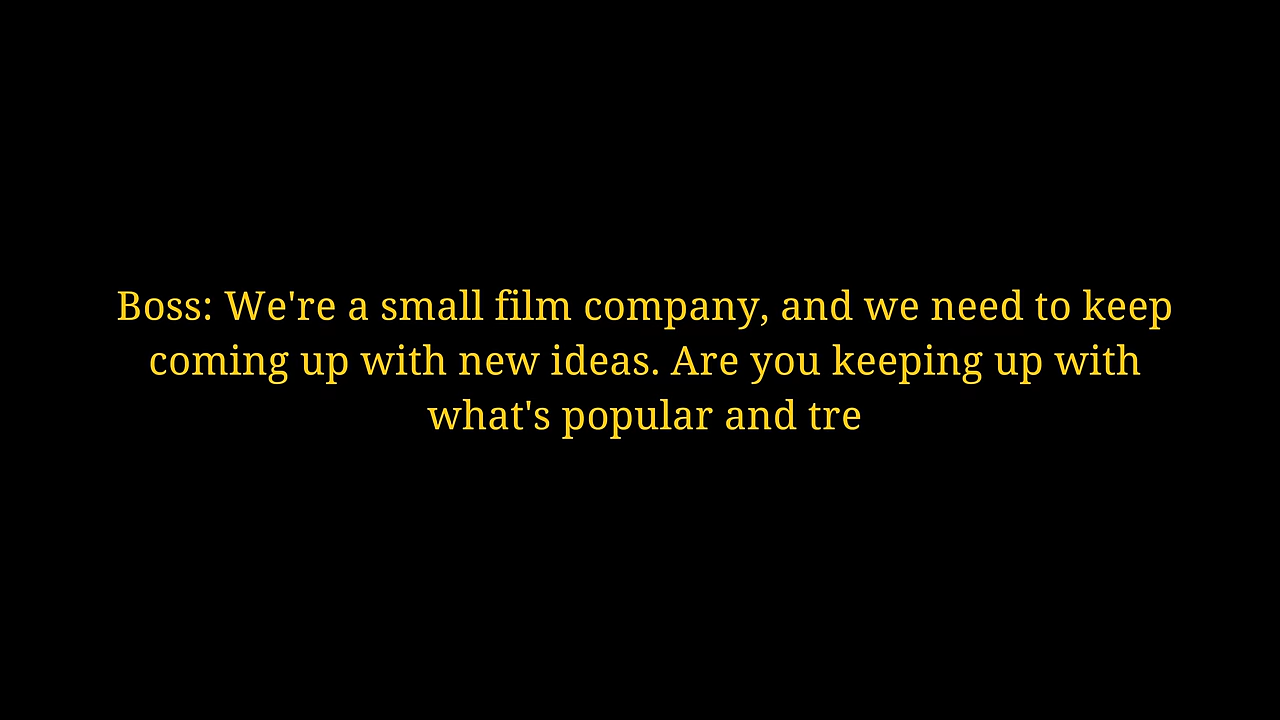 Boss: We're a small film company, and we need to keep
coming up with new ideas. Are you keeping up with
what's popular and tre